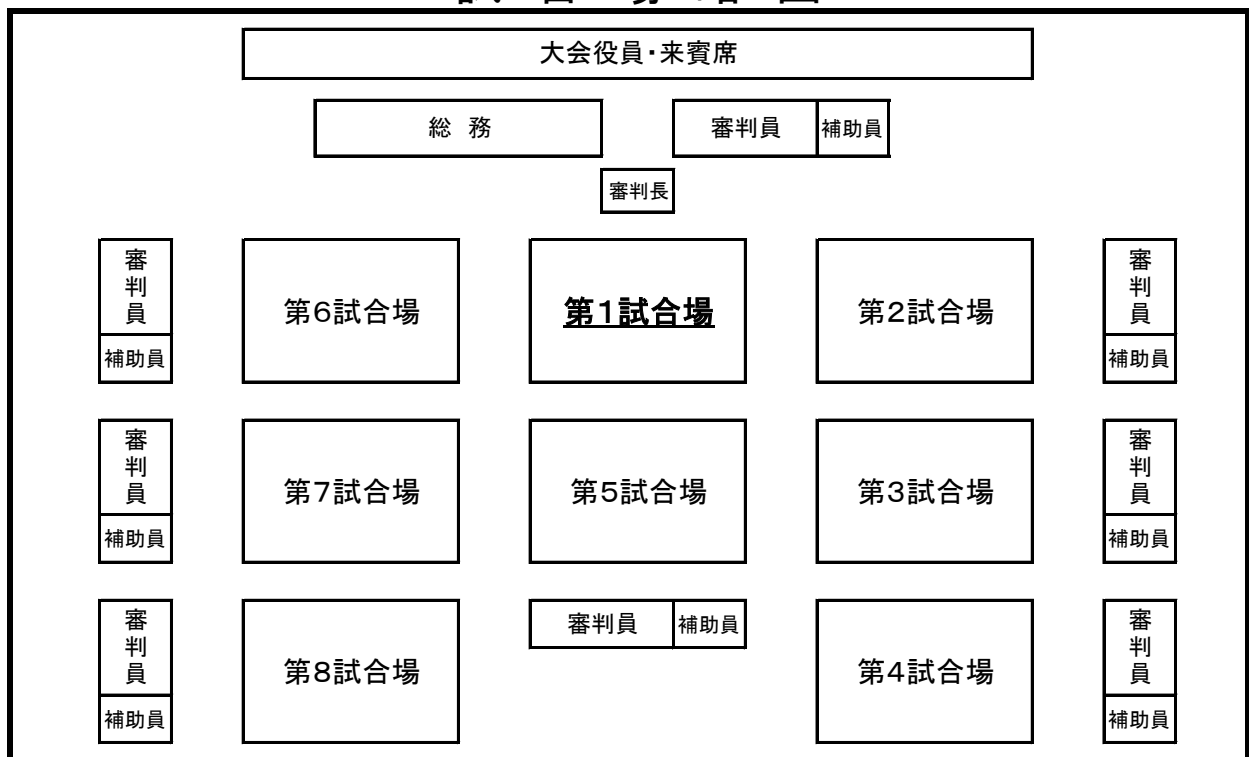 大会役員・来賓席
総 務
審判員 補助員
審判長
審判員
補助員
第6試合場
第1試合場
第2試合場
審判員
補助員
審判員
補助員
第7試合場
第5試合場
第3試合場
審判員
補助員
審判員
補助員
第8試合場
審判員 補助員
第4試合場
審判員
補助員